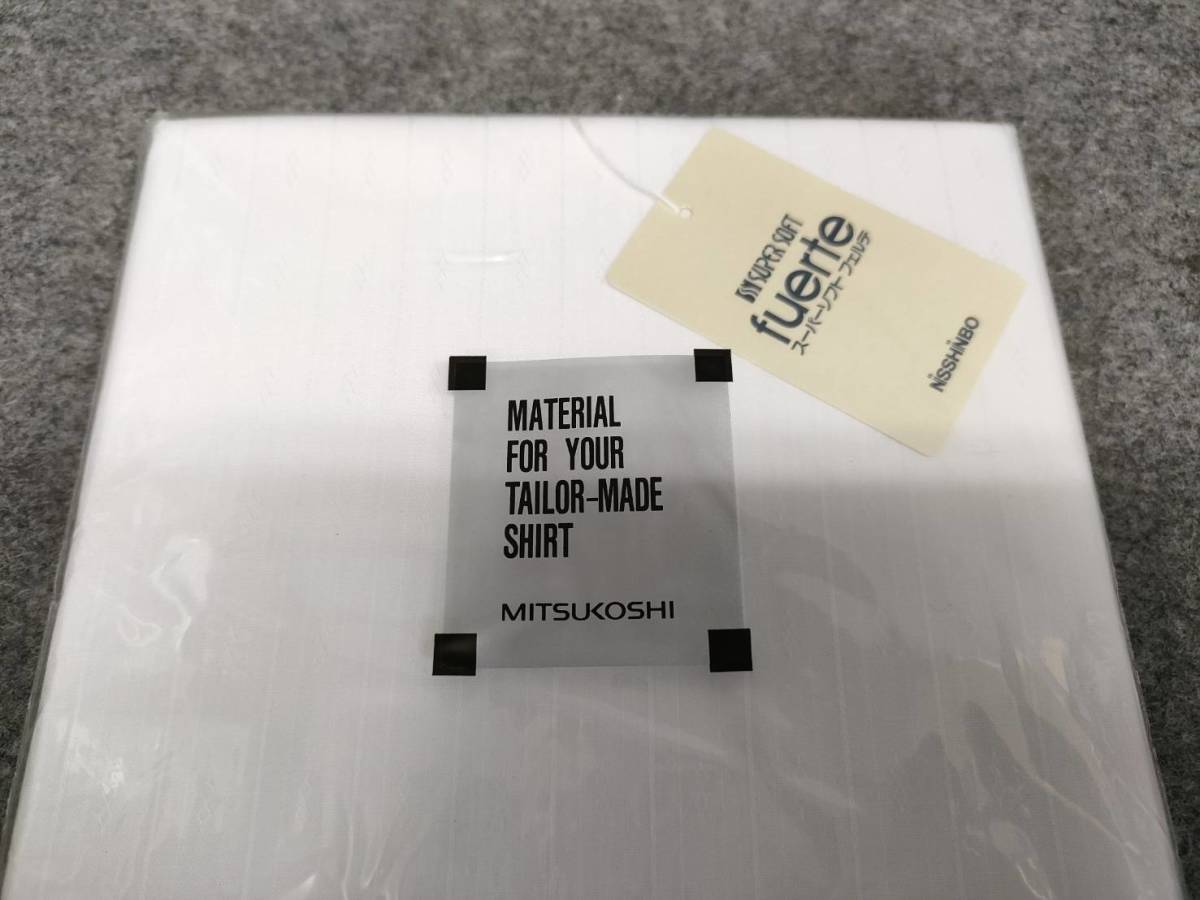 SUPER SOFT
fuerte
スーパーソフト フェルテ
NISSHINBO
MATERIAL
FOR YOUR
TAILOR-MADE
SHIRT
MITSUKOSHI